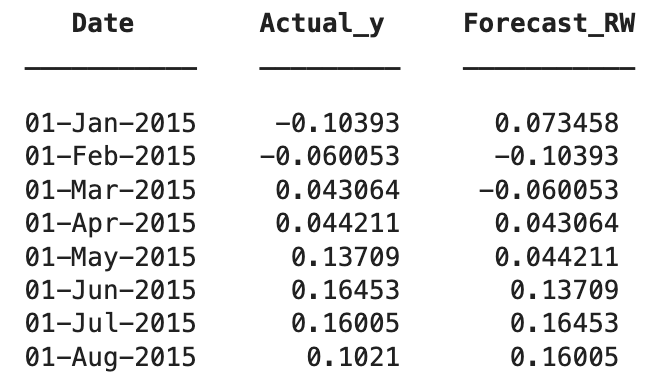 Date Actual_y Forecast_RW
01-Jan-2015 -0.10393 0.073458
01-Feb-2015 -0.060053 -0.10393
01-Mar-2015 0.043064 -0.060053
01-Apr-2015 0.044211 0.043064
01-May-2015 0.13709 0.044211
01-Jun-2015 0.16453 0.13709
01-Jul-2015 0.16005 0.16453
01-Aug-2015 0.1021 0.16005